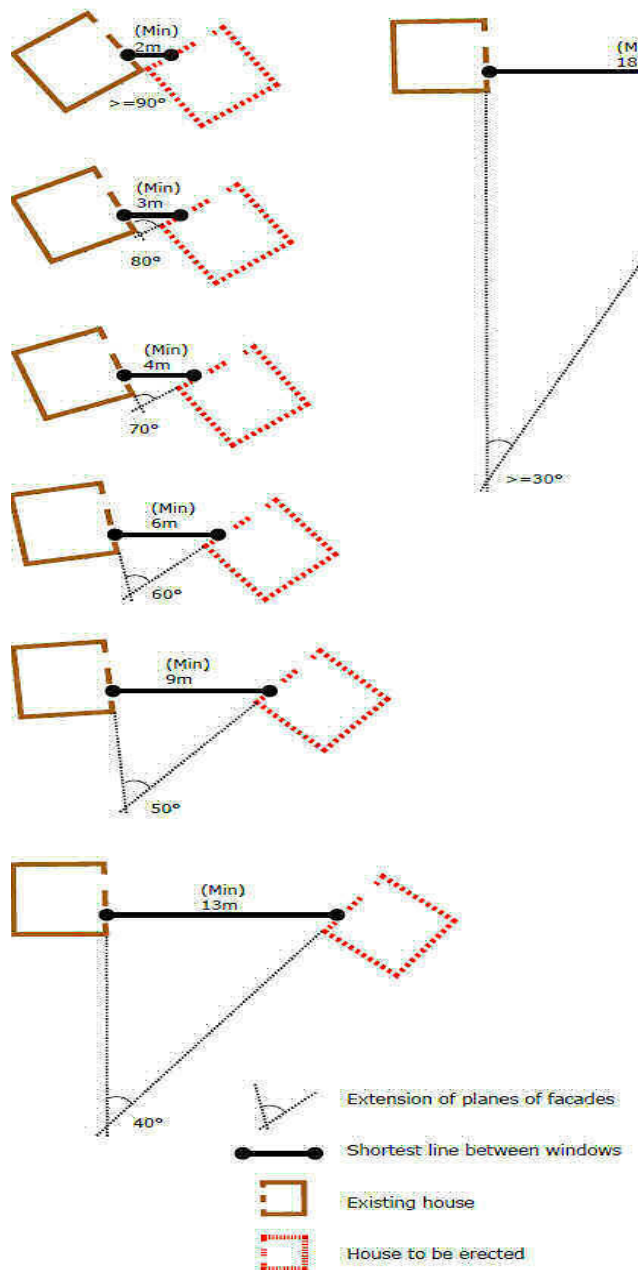 (Min)
2m
>=90°
(Min)
3m
80°
(Min)
4m
70°
(Min)
6m
60°
(Min)
9m
50°
(Min)
13m
40°
(M
18
>=30°
Extension of planes of facades
Shortest line between windows
Existing house
House to be erected